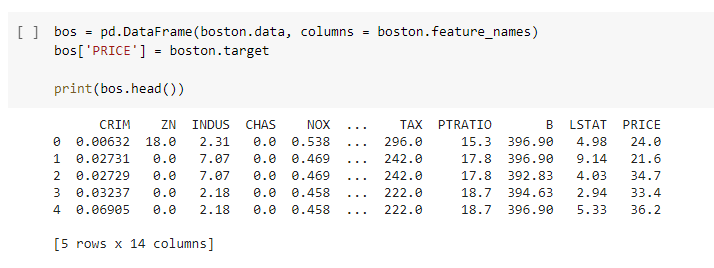 [ ] bos = pd.DataFrame(boston.data, columns = boston.feature_names)
bos['PRICE'] = boston.target
print(bos.head())
CRIM ZN INDUS CHAS NOX ... TAX PTRATIO B LSTAT PRICE
0 0.00632 18.0 2.31 0.0 0.538 ... 296.0 15.3 396.90 4.98 24.0
1 0.02731 0.0 7.07 0.0 0.469 ... 242.0 17.8 396.90 9.14 21.6
2 0.02729 0.0 7.07 0.0 0.469 ... 242.0 17.8 392.83 4.03 34.7
3 0.03237 0.0 2.18 0.0 0.458 ... 222.0 18.7 394.63 2.94 33.4
4 0.06905 0.0 2.18 0.0 0.458 ... 222.0 18.7 396.90 5.33 36.2
[5 rows x 14 columns]